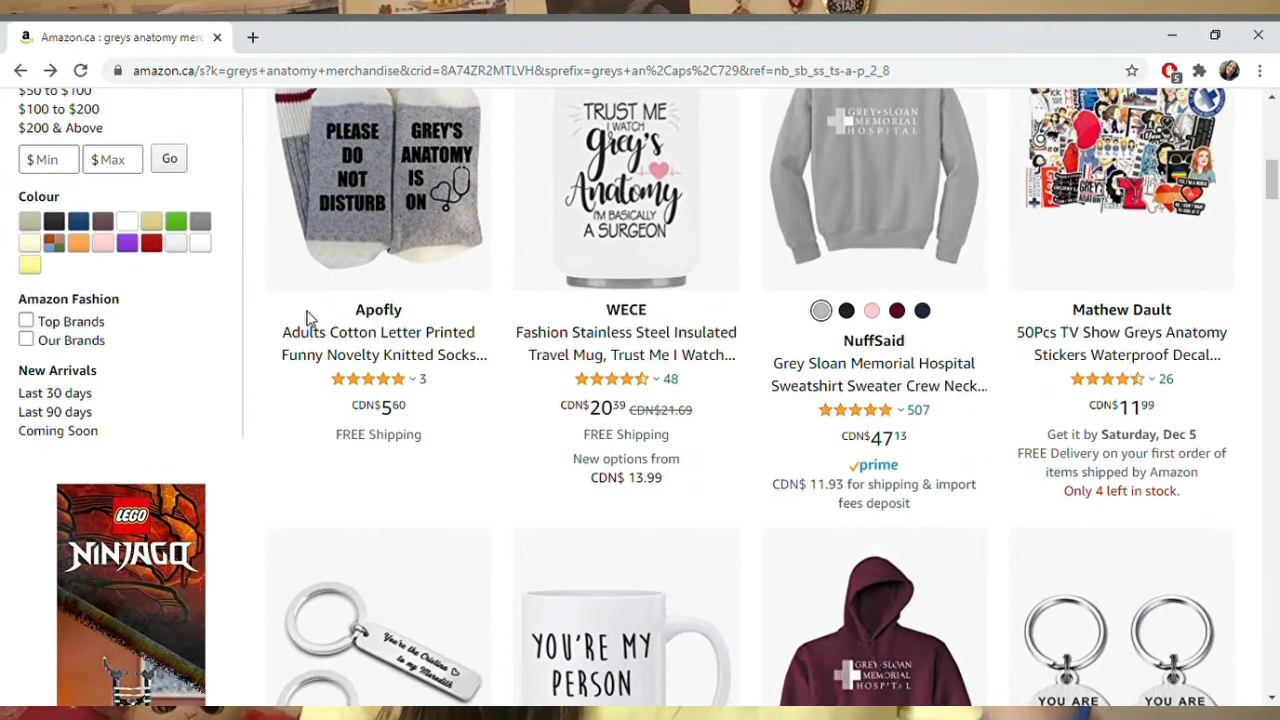 STAR
Amazon.ca : greys anatomy merc
amazon.ca/s?k=greys+anatomy+merchandise&crid=8A74ZR2MTLVH&sprefix=greys+an%2Caps%2C729&ref=nb_sb_ss_ts-a-p_2_8
5
$50 to $100
$100 to $200
$200 & Above
$ Min
$ Max
Go
Colour
Amazon Fashion
Top Brands
Our Brands
New Arrivals
Last 30 days
Last 90 days
Coming Soon
LEGO
NINJAGO
PLEASE
DO
NOT
DISTURB
GREY'S
ANATOMY
IS
ON
Apofly
Adults Cotton Letter Printed
Funny Novelty Knitted Socks...
3
CDN$ 5 60
FREE Shipping
TRUST ME
I WATCH
Grey's
Anatomy
I'M BASICALLY
A SURGEON
WECE
Fashion Stainless Steel Insulated
Travel Mug, Trust Me I Watch...
48
CDN$ 20 39 CDN$21.69
FREE Shipping
New options from
CDN$ 13.99
GREY+SLOAN
MEMORIAL
HOSPITAL
NuffSaid
Grey Sloan Memorial Hospital
Sweatshirt Sweater Crew Neck...
507
CDN$ 47 13
prime
CDN$ 11.93 for shipping & import
fees deposit
Mathew Dault
50Pcs TV Show Greys Anatomy
Stickers Waterproof Decal...
26
CDN$ 11 99
Get it by Saturday, Dec 5
FREE Delivery on your first order of
items shipped by Amazon
Only 4 left in stock.
You're the Cristina
to my Meredith
YOU'RE MY
PERSON
GREY+SLOAN
MEMORIAL
HOSPITAL
YOU ARE
YOU ARE